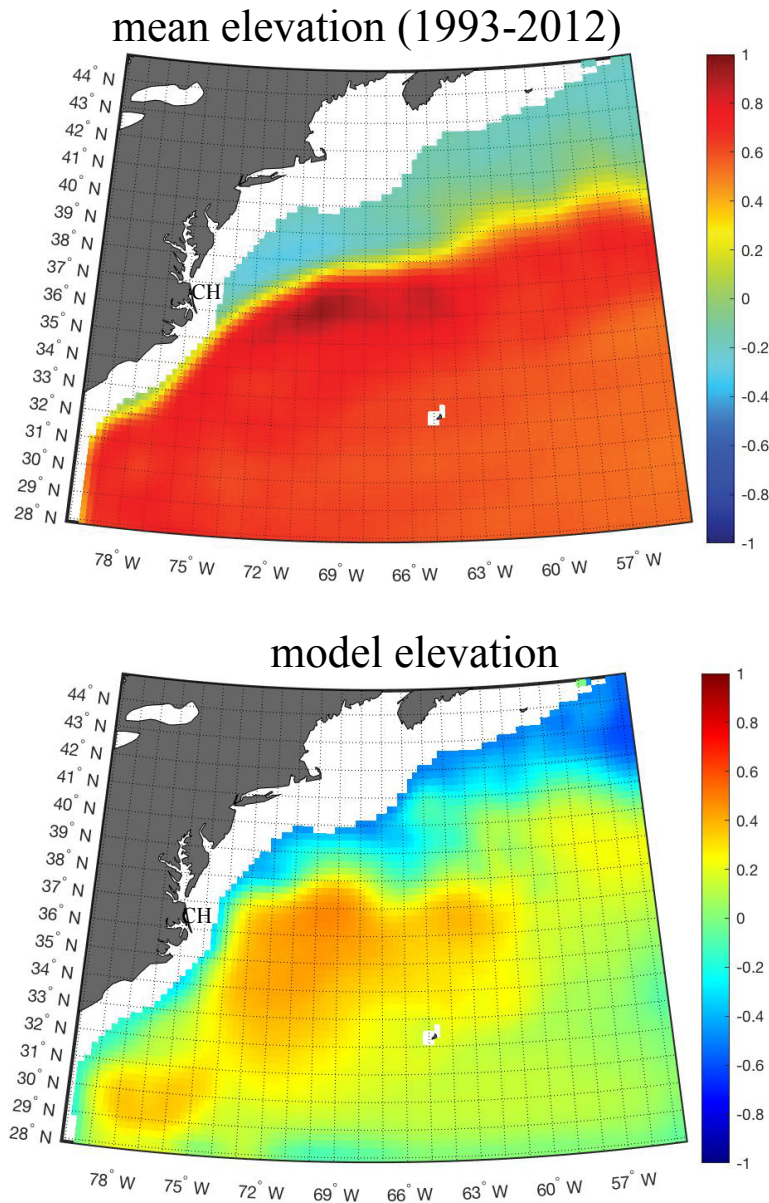 mean elevation (1993-2012)
44° N
43° N
42° N
41° N
40° N
39° N
38° N
37° N
36° N
35° N
34° N
33° N
32° N
31° N
30° N
29° N
28° N
CH
78° W
75° W
72° W
69° W
66° W
63° W
60° W
57° W
1
0.8
0.6
0.4
0.2
0
-0.2
-0.4
-0.6
-0.8
-1
model elevation
44° N
43° N
42° N
41° N
40° N
39° N
38° N
37° N
36° N
35° N
34° N
33° N
32° N
31° N
30° N
29° N
28° N
CH
78° W
75° W
72° W
69° W
66° W
63° W
60° W
57° W
1
0.8
0.6
0.4
0.2
0
-0.2
-0.4
-0.6
-0.8
-1